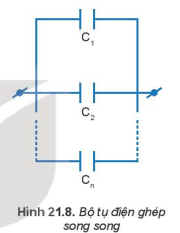 C₁
C₂
Cₙ
Hình 21.8. Bộ tụ điện ghép
song song